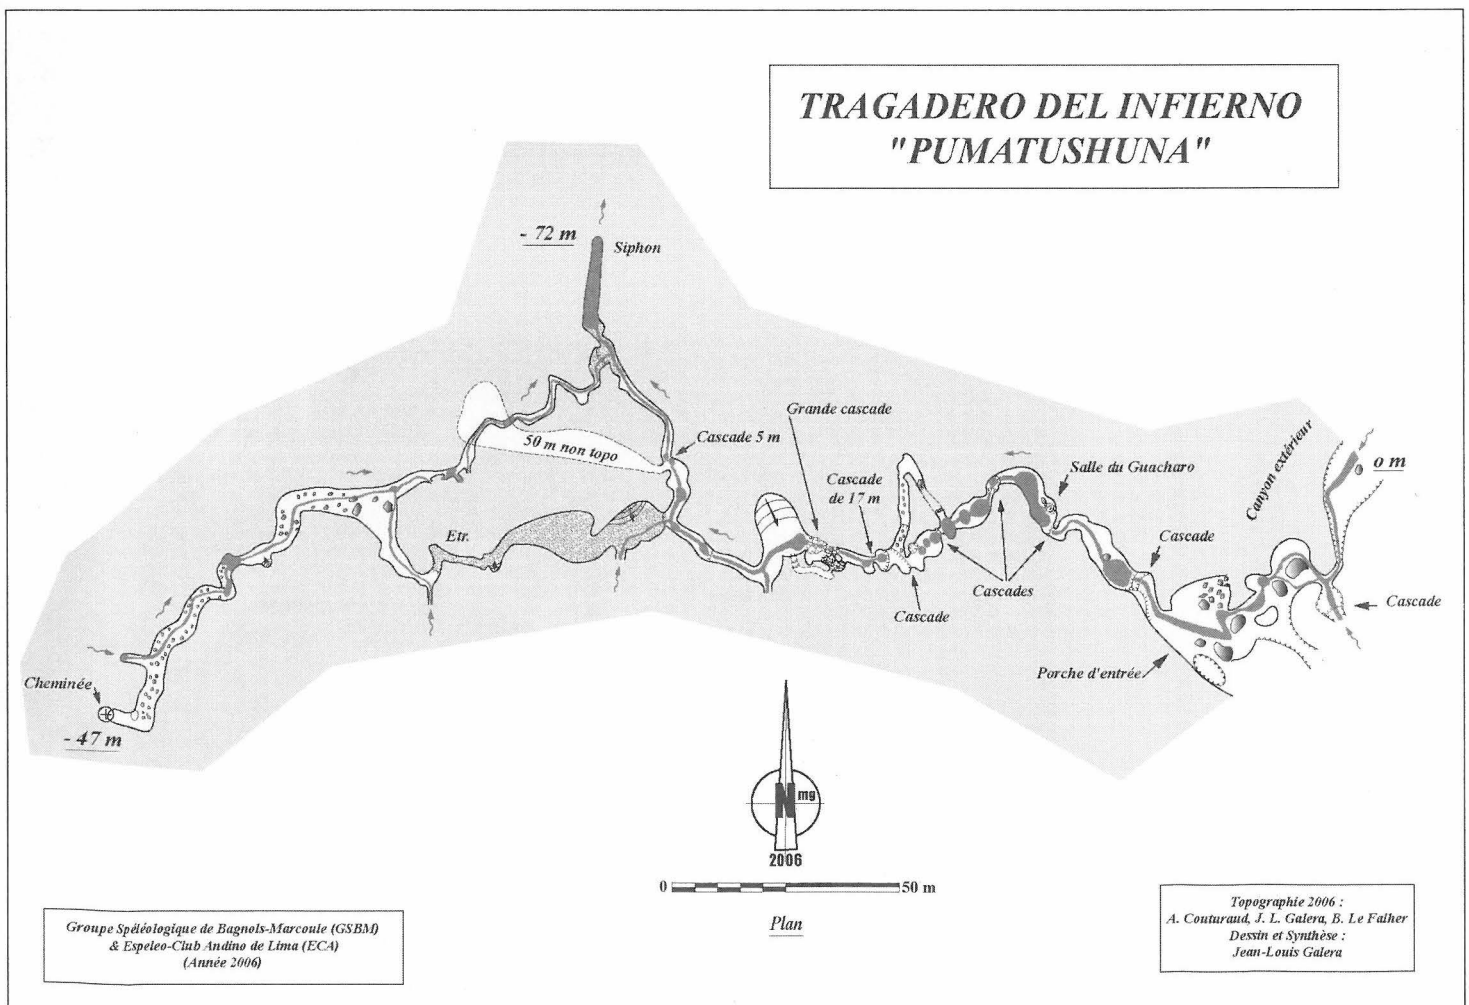 TRAGADERO DEL INFIERNO
"PUMATUSHUNA"
- 72 m
Siphon
Grande cascade
Cascade 5 m
50 m non topo
Cascade
de 17 m
Salle du Guacharo
Canyon extérieur
0 m
Etr.
Cascade
Cascades
Cascade
Cascade
Porche d'entrée
Cheminée
- 47 m
N
mg
2006
0
50 m
Plan
Groupe Spéléologique de Bagnols-Marcoule (GSBM)
& Espeleo-Club Andino de Lima (ECA)
(Année 2006)
Topographie 2006 :
A. Couturaud, J. L. Galera, B. Le Falher
Dessin et Synthèse :
Jean-Louis Galera